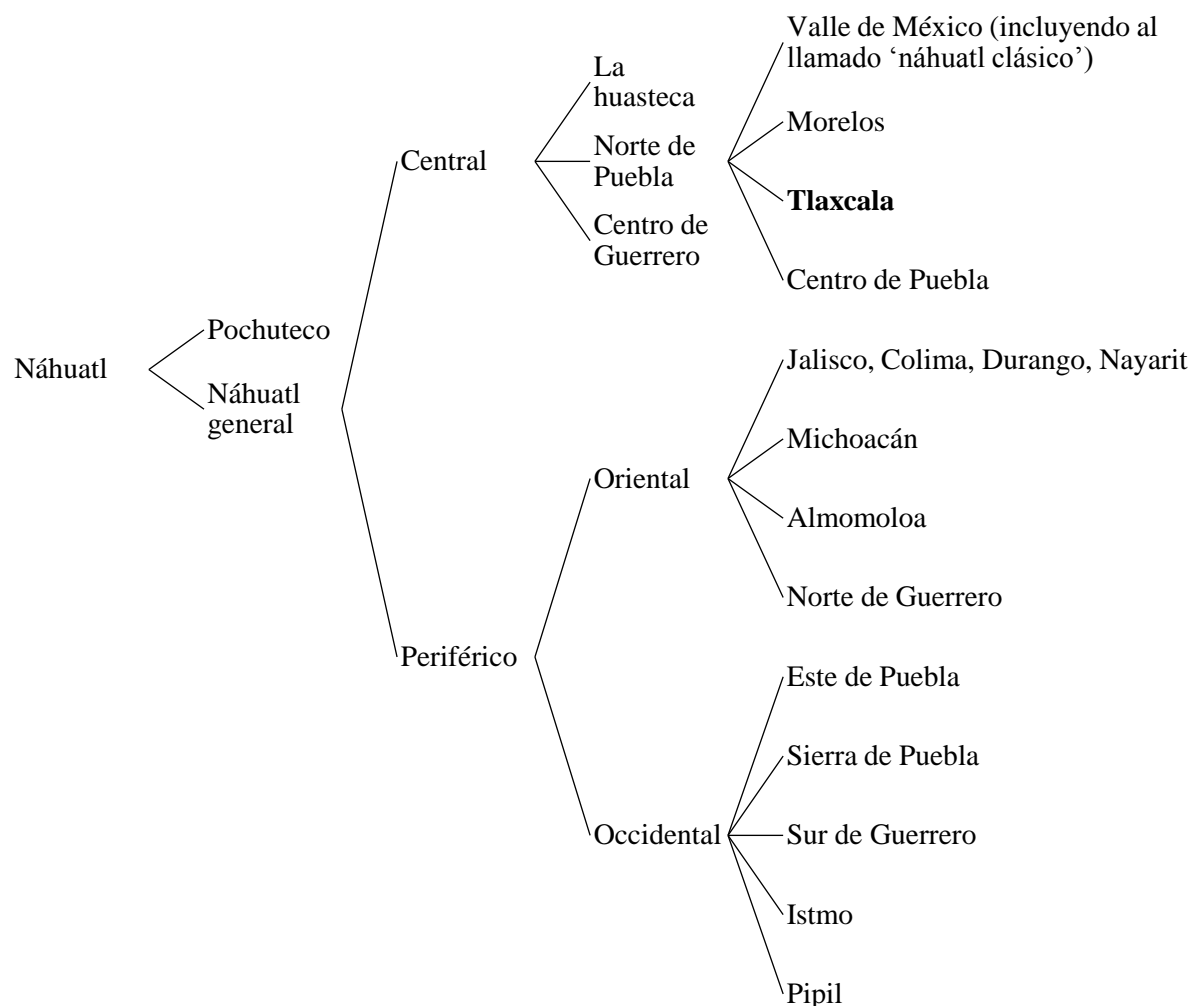 Valle de México (incluyendo al
llamado ‘náhuatl clásico’)
La
huasteca
Morelos
Norte de
Puebla
Central
Tlaxcala
Centro de
Guerrero
Centro de Puebla
Pochuteco
Náhuatl
Náhuatl
general
Jalisco, Colima, Durango, Nayarit
Michoacán
Oriental
Almomoloa
Norte de Guerrero
Periférico
Este de Puebla
Sierra de Puebla
Occidental
Sur de Guerrero
Istmo
Pipil